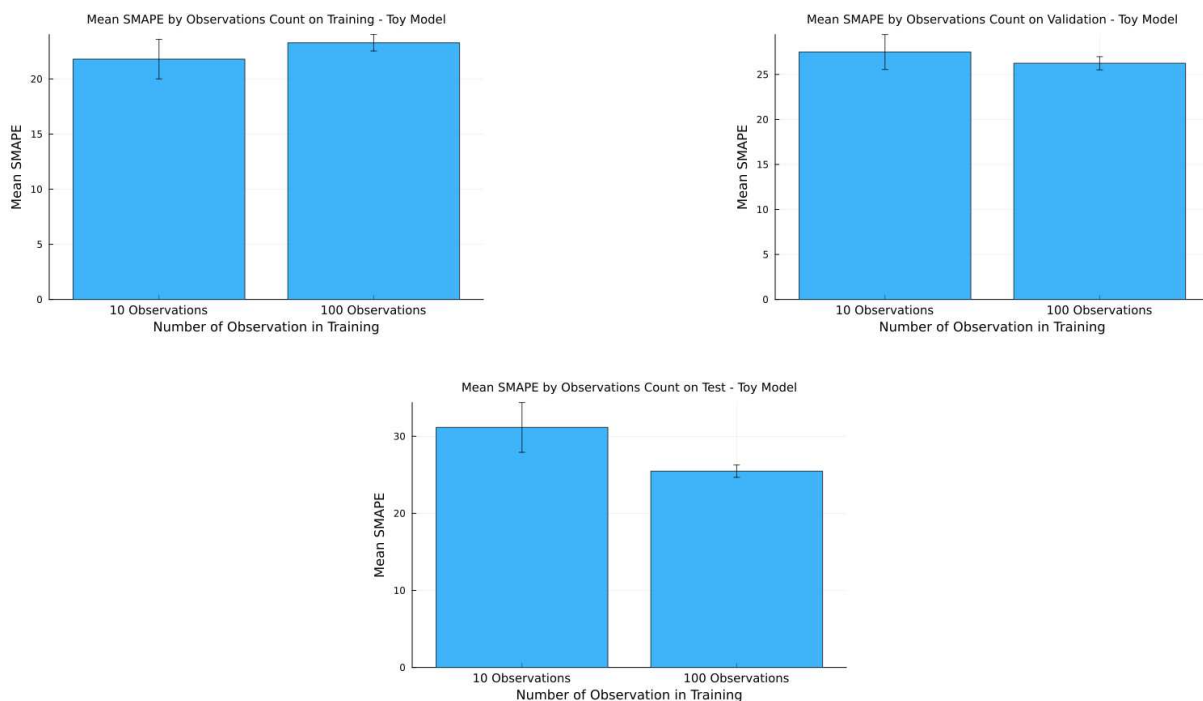 Mean SMAPE by Observations Count on Training - Toy Model
20
15
10
5
0
Mean SMAPE
10 Observations
100 Observations
Number of Observation in Training
Mean SMAPE by Observations Count on Validation - Toy Model
25
20
15
10
5
0
Mean SMAPE
10 Observations
100 Observations
Number of Observation in Training
Mean SMAPE by Observations Count on Test - Toy Model
30
20
10
0
Mean SMAPE
10 Observations
100 Observations
Number of Observation in Training